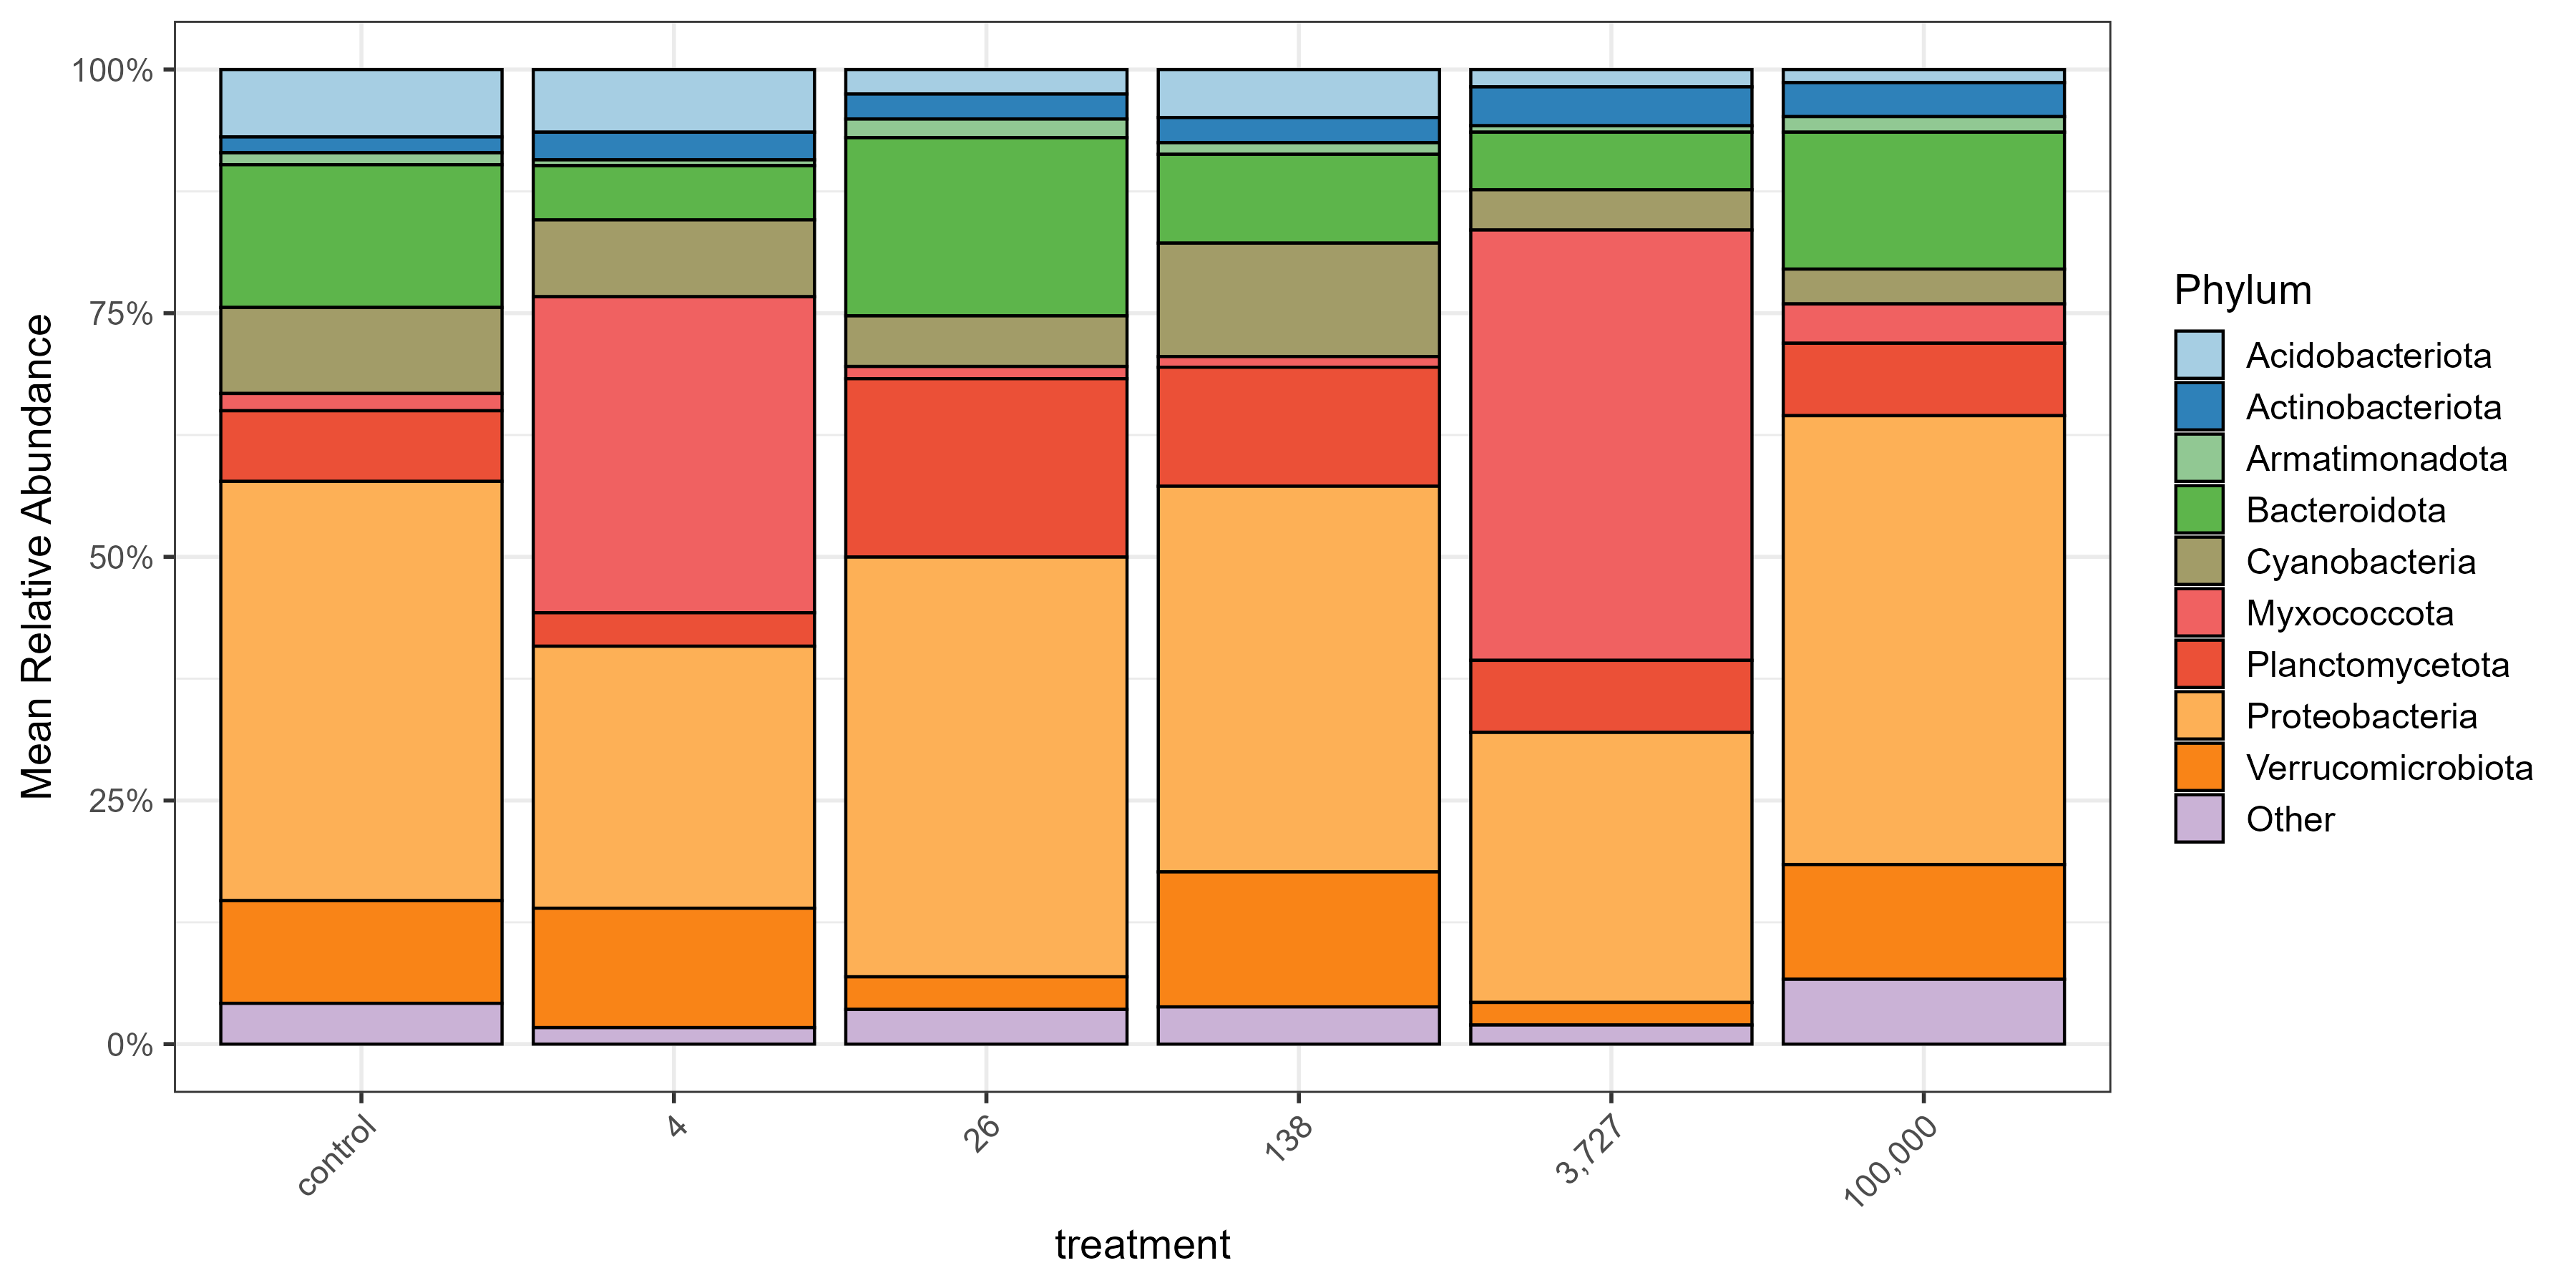 Mean Relative Abundance
100%
75%
50%
25%
0%
control
4
26
138
3,727
100,000
treatment
Phylum
Acidobacteriota
Actinobacteriota
Armatimonadota
Bacteroidota
Cyanobacteria
Myxococcota
Planctomycetota
Proteobacteria
Verrucomicrobiota
Other